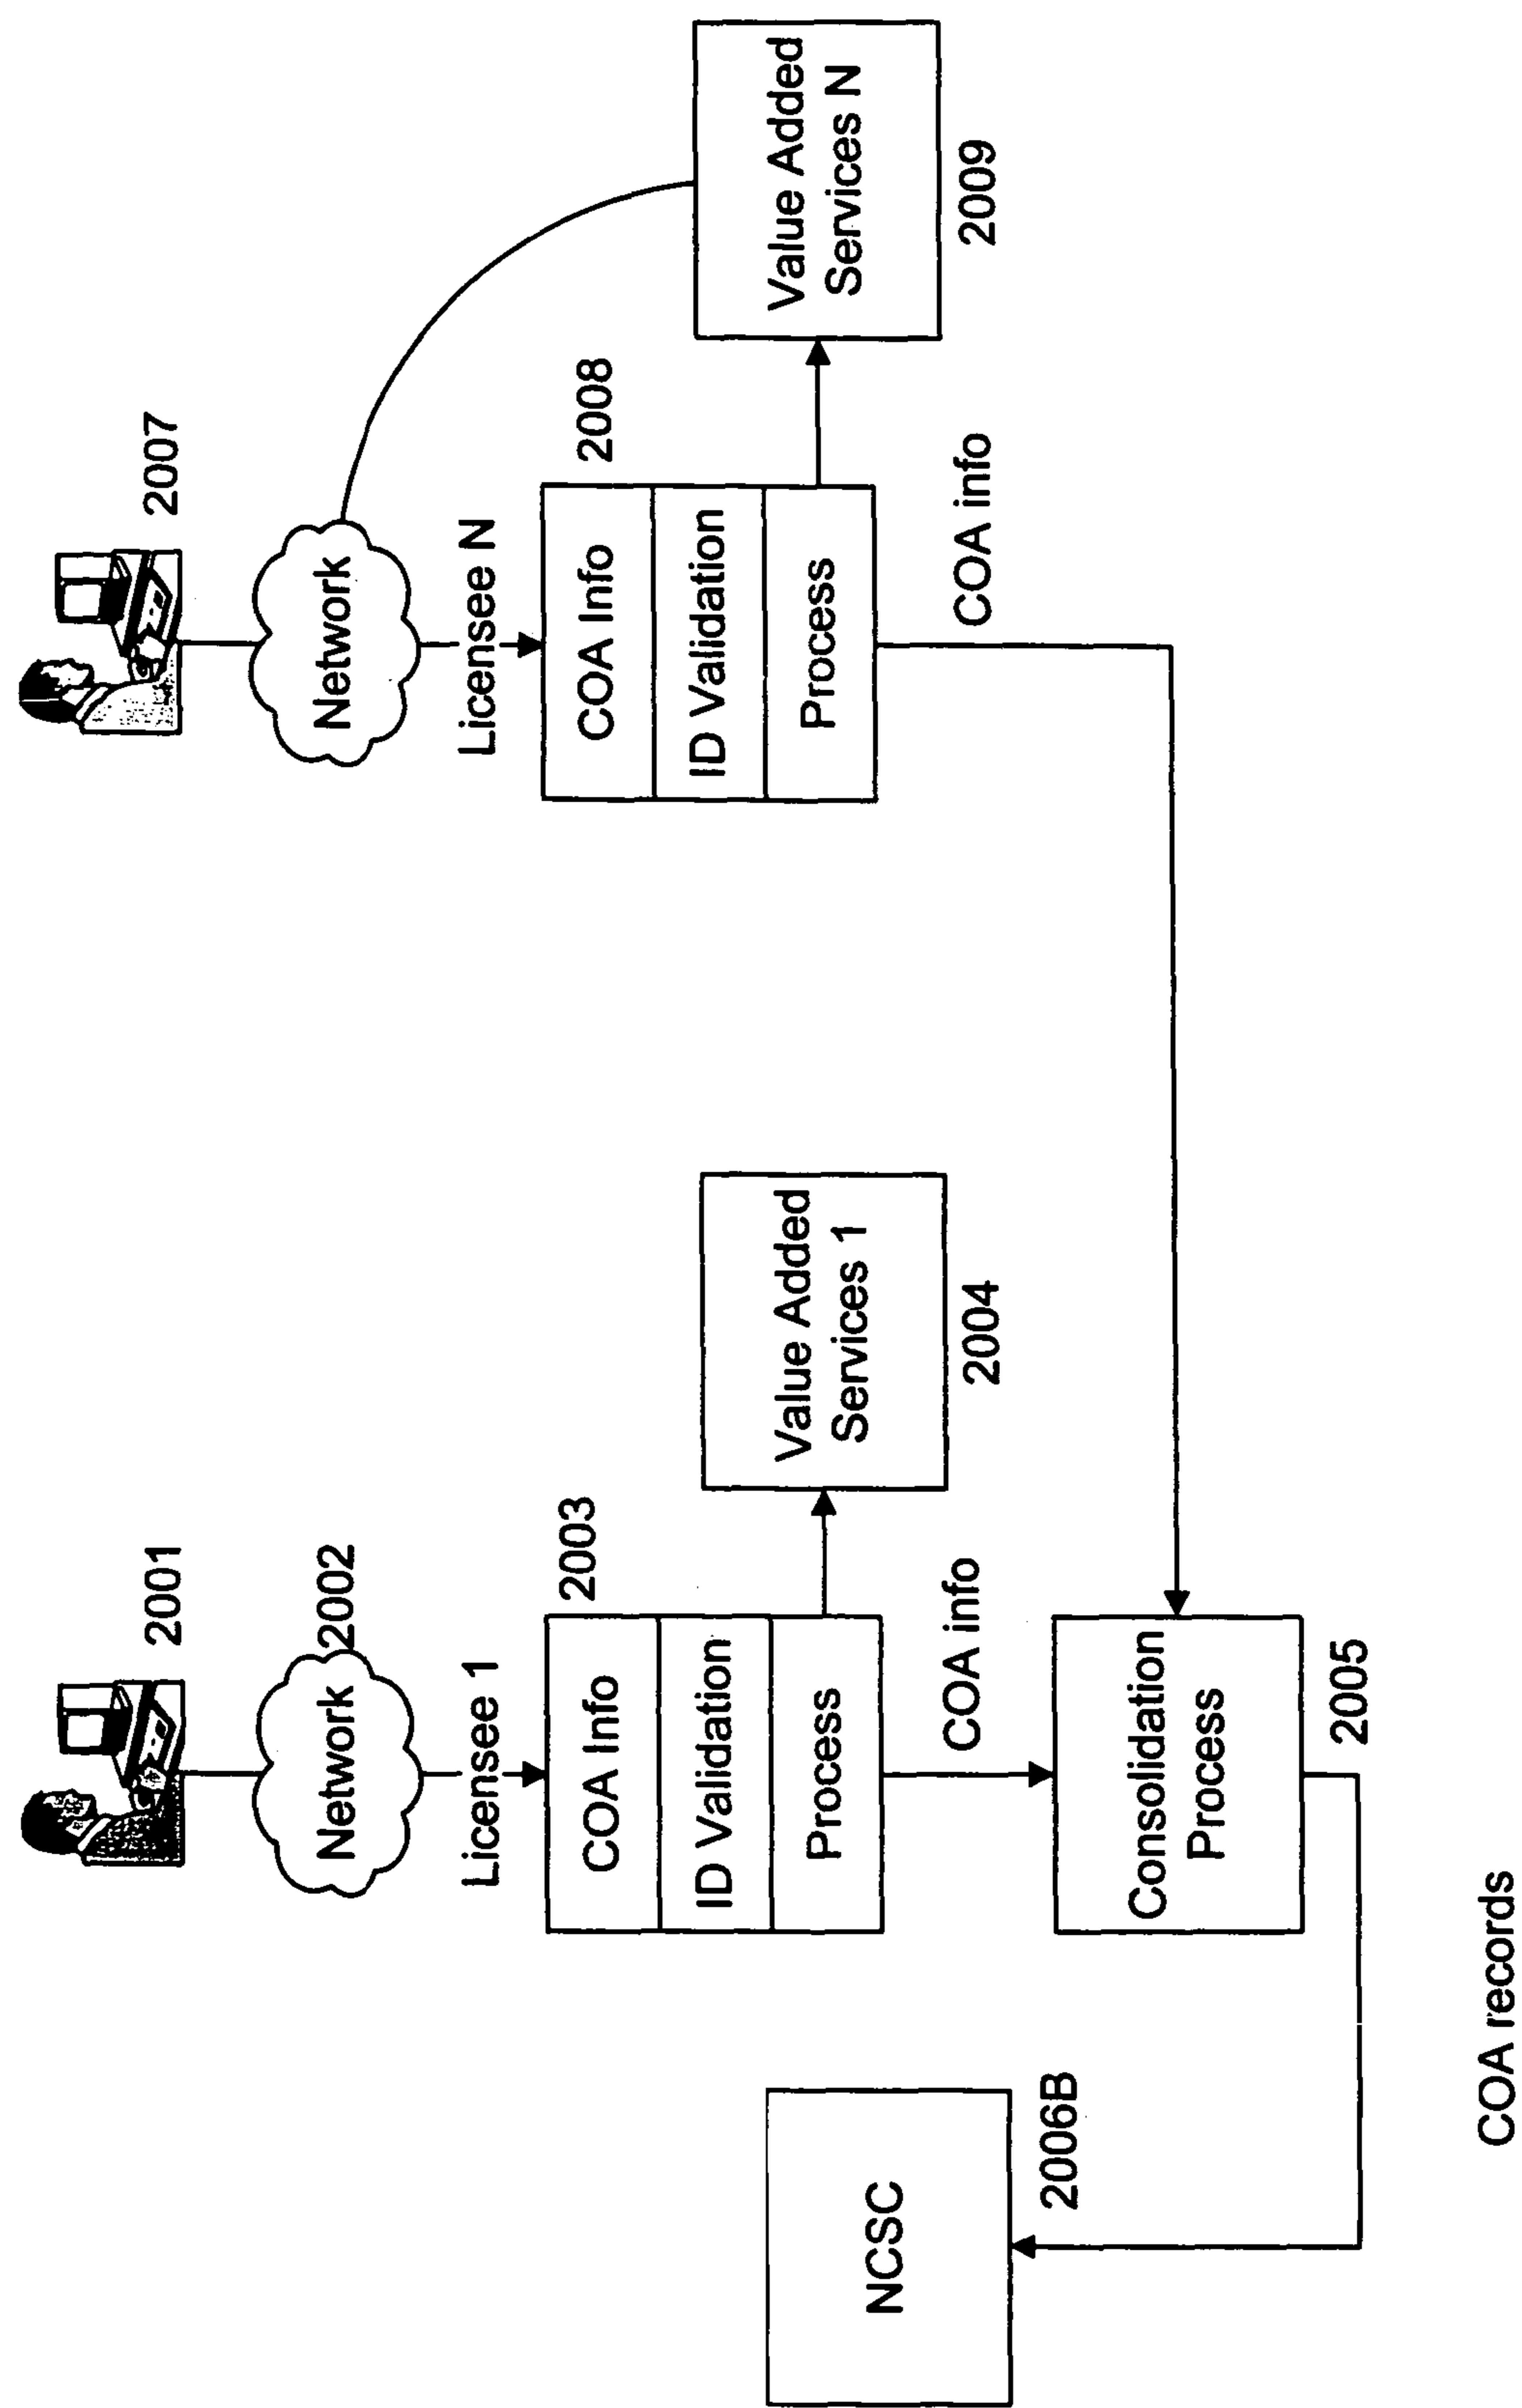 2001
2002
Network
Licensee 1
2003
COA Info
ID Validation
Process
Value Added
Services 1
2004
COA info
Consolidation
Process
2005
NCSC
2006B
COA records
2007
Network
Licensee N
2008
COA Info
ID Validation
Process
Value Added
Services N
2009
COA info